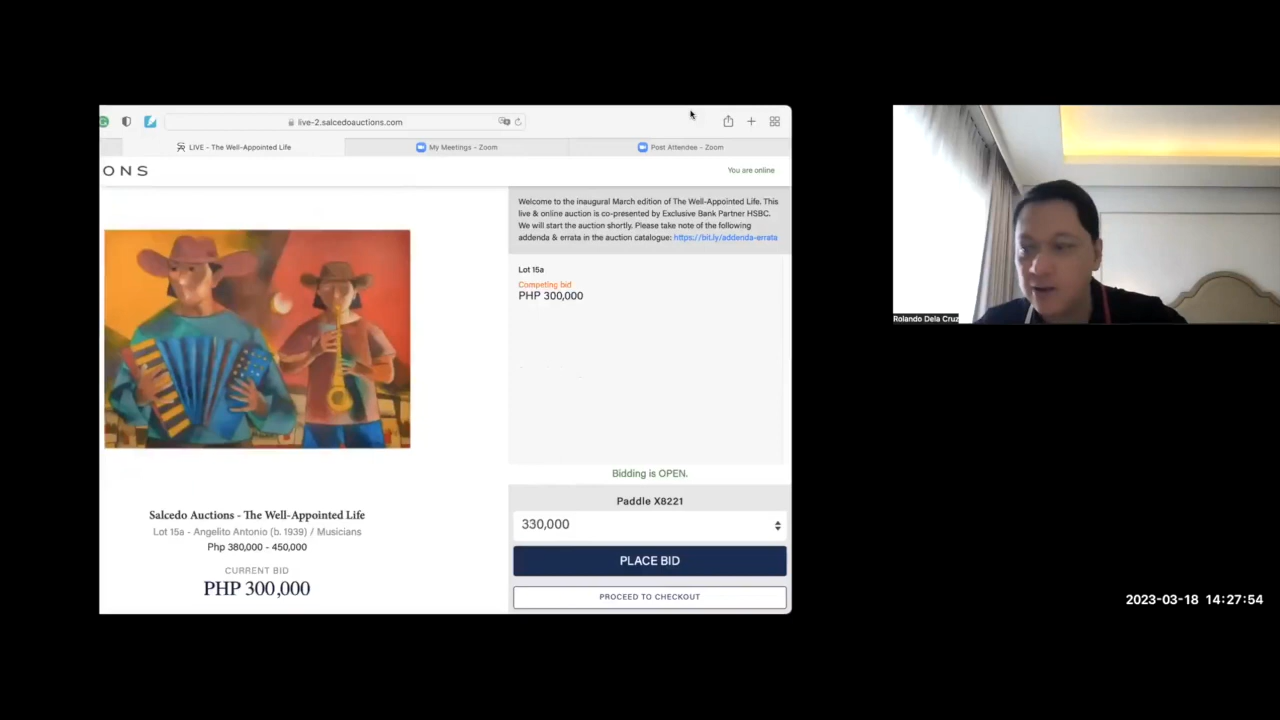 live-2.salcedoauctions.com
LIVE - The Well-Appointed Life
My Meetings - Zoom
Post Attendee - Zoom
ONS
You are online
Welcome to the inaugural March edition of The Well-Appointed Life. This
live & online auction is co-presented by Exclusive Bank Partner HSBC.
We will start the auction shortly. Please take note of the following
addenda & errata in the auction catalogue: https://bit.ly/addenda-errata
Lot 15a
Competing bid
PHP 300,000
Bidding is OPEN.
Paddle X8221
330,000
PLACE BID
PROCEED TO CHECKOUT
Salcedo Auctions - The Well-Appointed Life
Lot 15a - Angelito Antonio (b. 1939) / Musicians
Php 380,000 - 450,000
CURRENT BID
PHP 300,000
Rolando Dela Cruz
2023-03-18 14:27:54